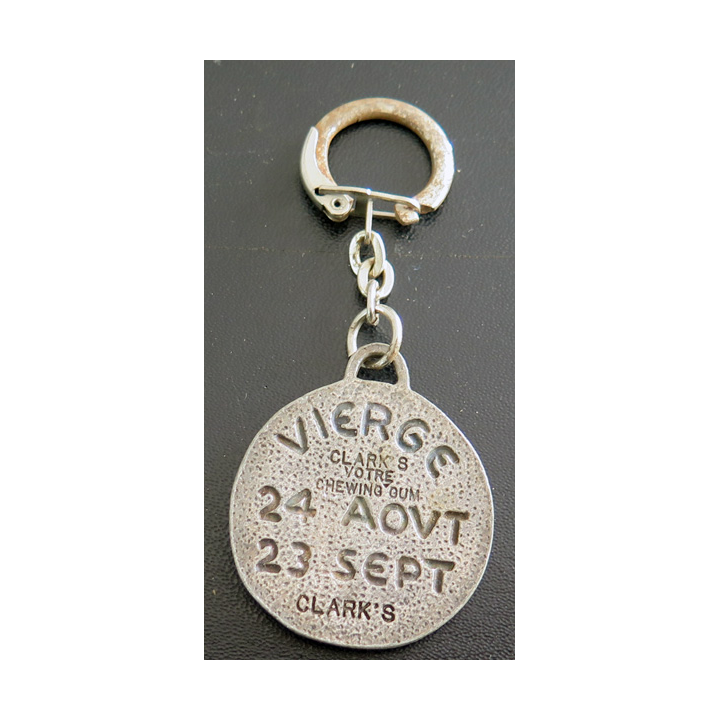 VIERGE
CLARK'S
VOTRE
CHEWING GUM
24 AOVT
23 SEPT
CLARK'S